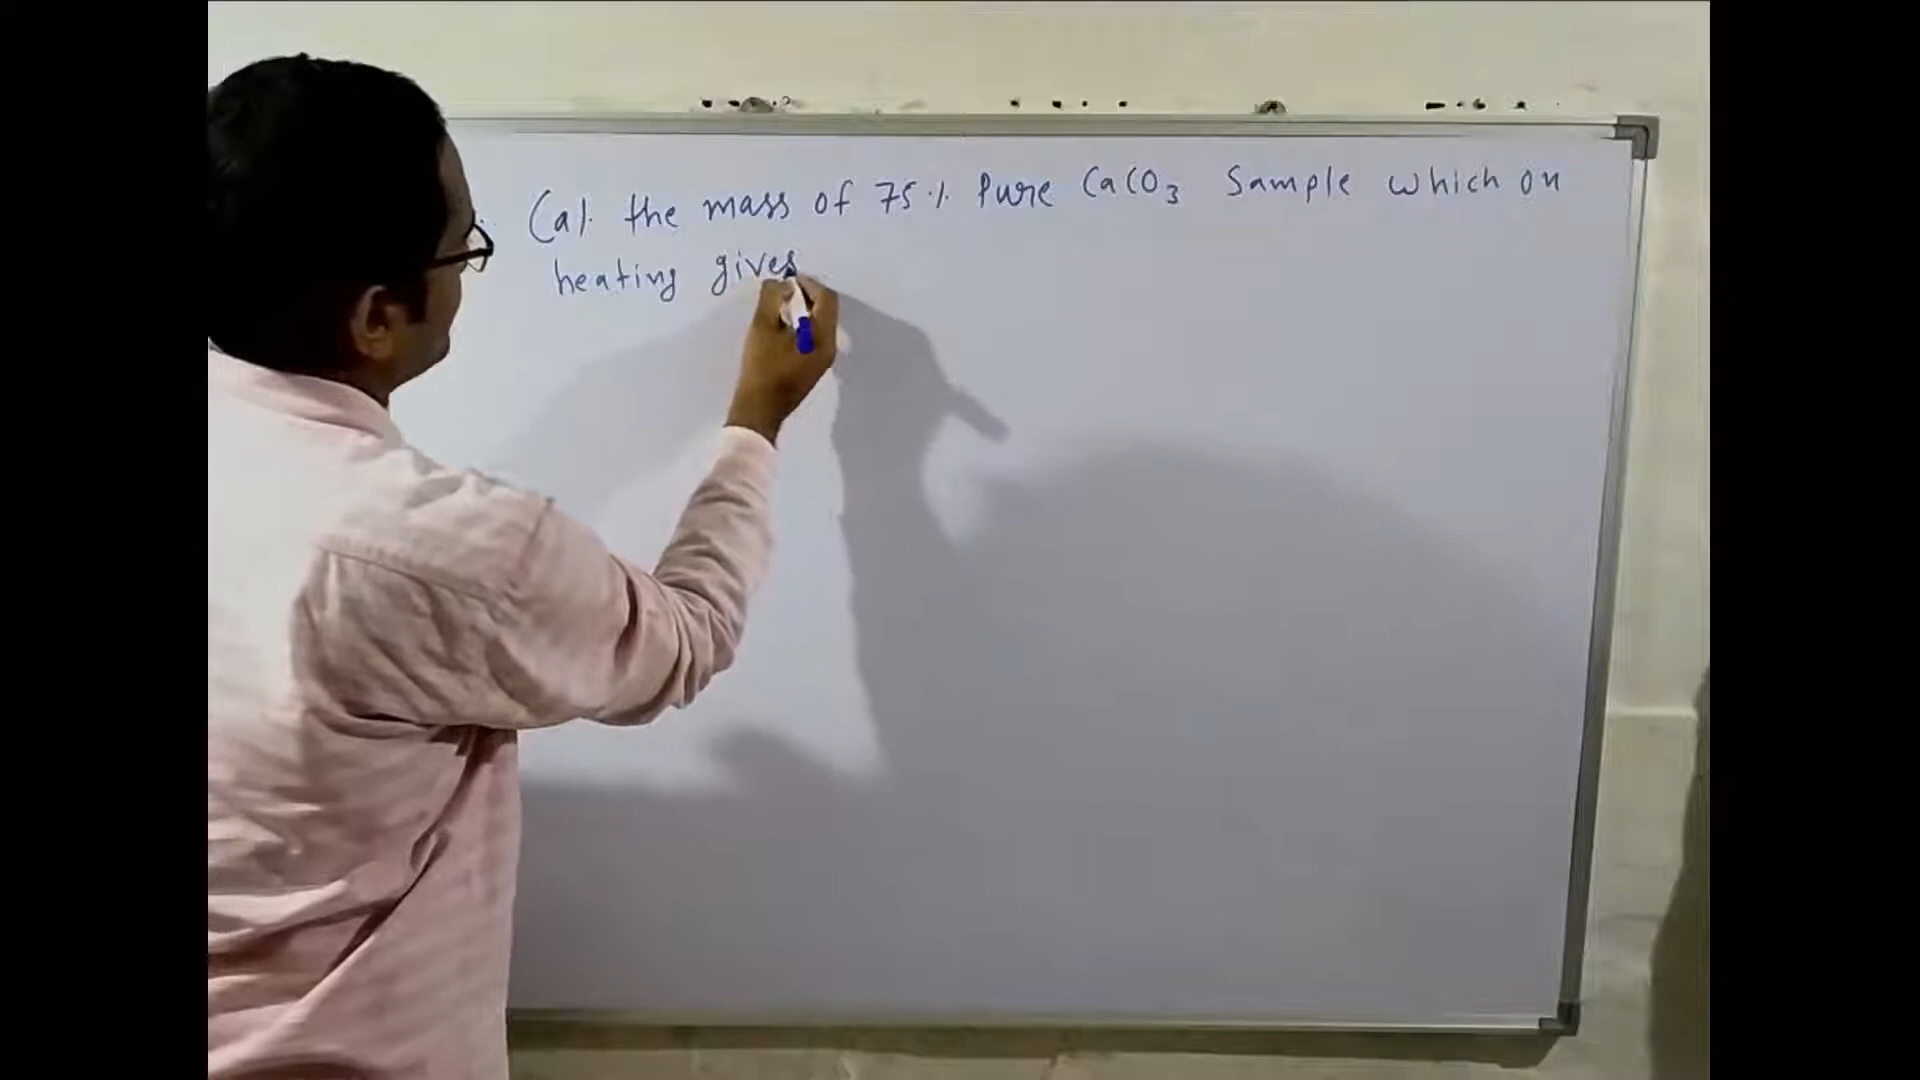 Cal. the mass of 75% Pure CaCO3 Sample which on
heating gives